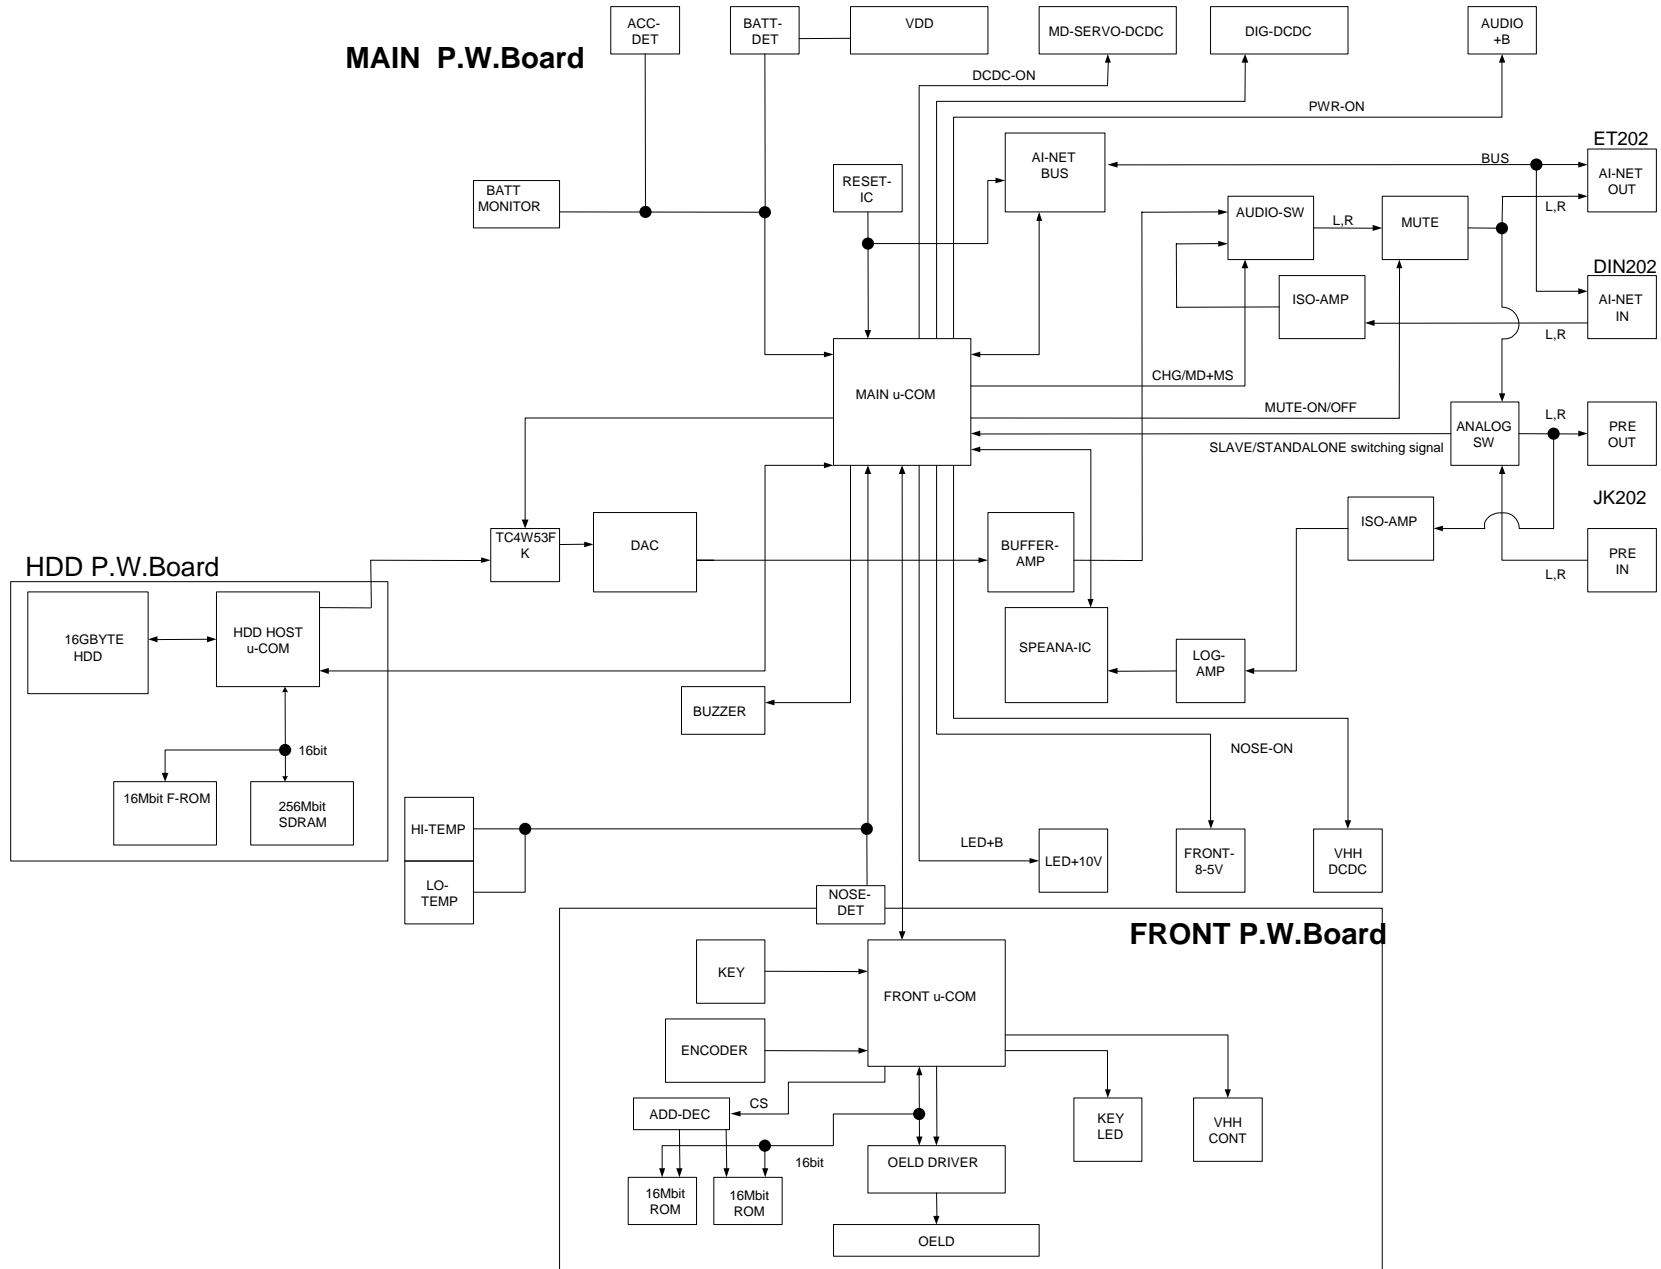 ACC-
DET
BATT-
DET
VDD
MD-SERVO-DCDC
DIG-DCDC
AUDIO
+B
MAIN P.W.Board
DCDC-ON
PWR-ON
ET202
AI-NET
BUS
BUS
AI-NET
OUT
RESET-
IC
BATT
MONITOR
AUDIO-SW
L,R
MUTE
L,R
DIN202
ISO-AMP
AI-NET
IN
L,R
CHG/MD+MS
MAIN u-COM
MUTE-ON/OFF
L,R
ANALOG
SW
PRE
OUT
SLAVE/STANDALONE switching signal
JK202
ISO-AMP
TC4W53F
K
DAC
BUFFER-
AMP
PRE
IN
L,R
HDD P.W.Board
16GBYTE
HDD
HDD HOST
u-COM
SPEANA-IC
LOG-
AMP
BUZZER
16bit
NOSE-ON
16Mbit F-ROM
256Mbit
SDRAM
HI-TEMP
LED+B
LED+10V
FRONT-
8-5V
VHH
DCDC
LO-
TEMP
NOSE-
DET
FRONT P.W.Board
KEY
FRONT u-COM
ENCODER
CS
ADD-DEC
KEY
LED
VHH
CONT
16bit
OELD DRIVER
16Mbit
ROM
16Mbit
ROM
OELD